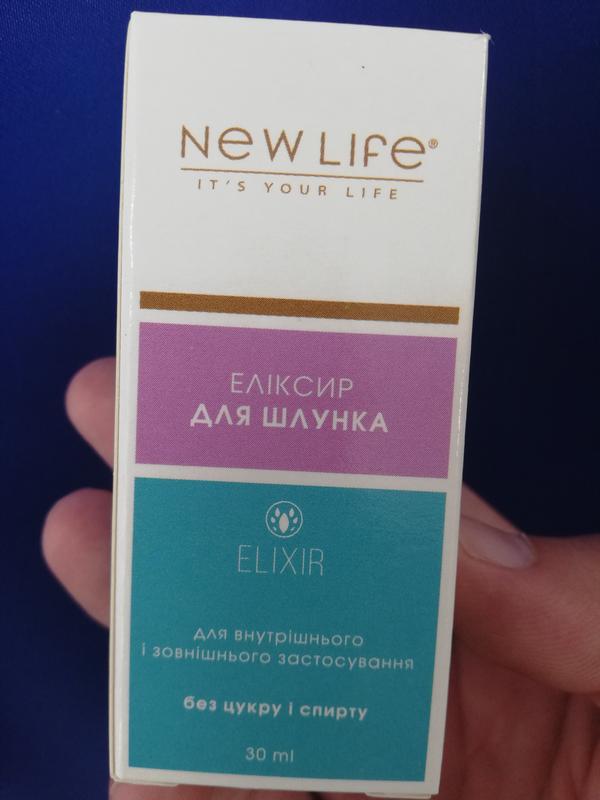 New Life®
IT'S YOUR LIFE
ЕЛІКСИР
ДЛЯ ШЛУНКА
ELIXIR
для внутрішнього
і зовнішнього застосування
без цукру і спирту
30 ml